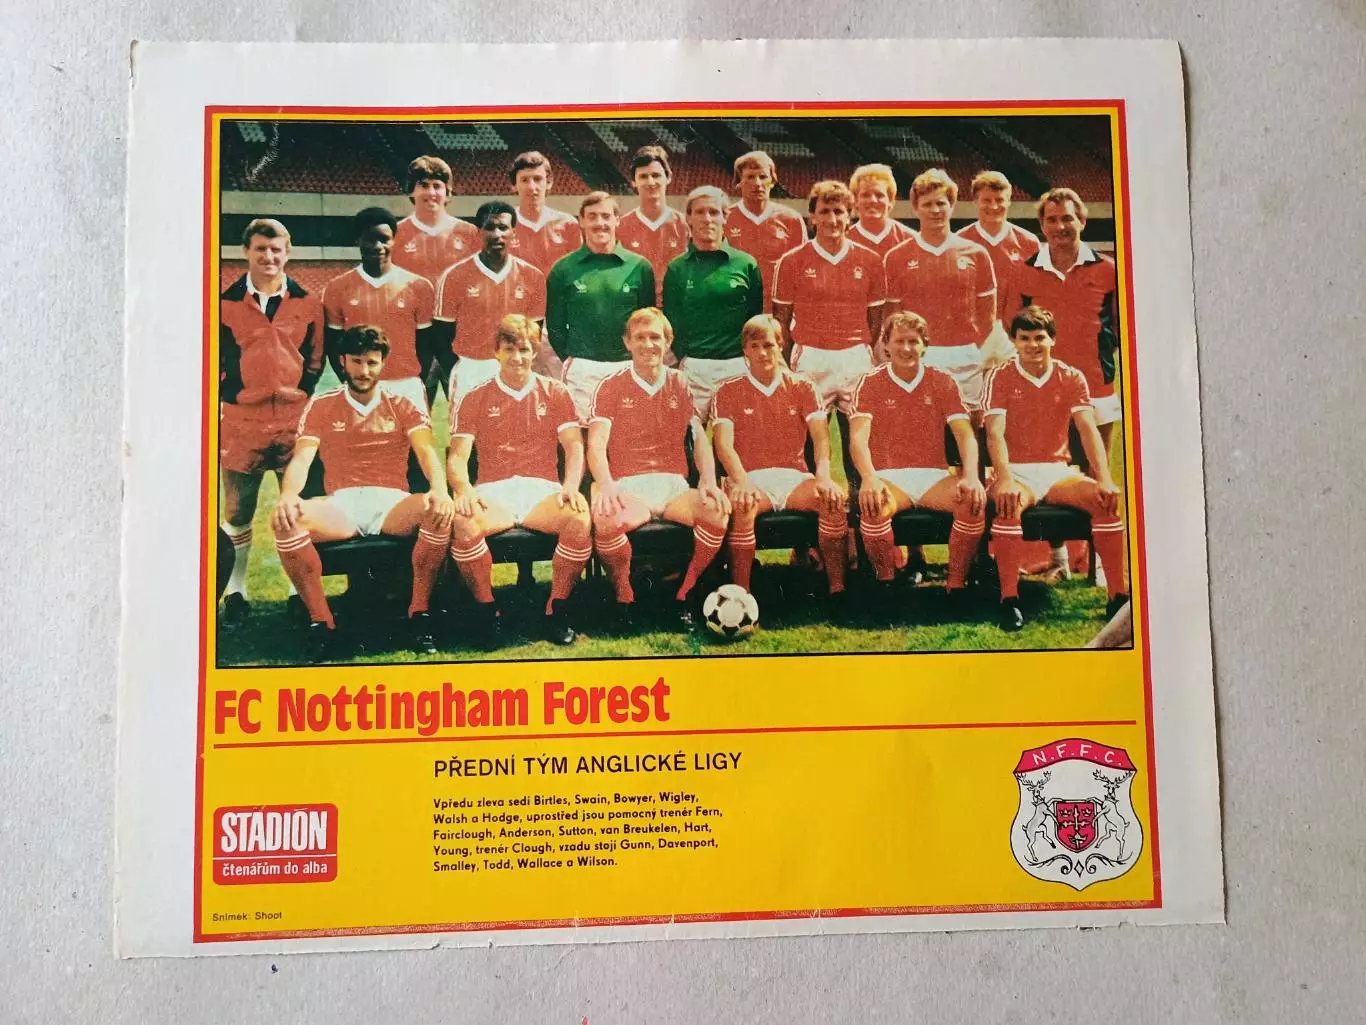 FC Nottingham Forest
PŘEDNÍ TÝM ANGLICKÉ LIGY
Vpředu zleva sedí Birtles, Swain, Bowyer, Wigley,
Walsh a Hodge, uprostřed jsou pomocný trenér Fern,
Fairclough, Anderson, Sutton, van Breukelen, Hart,
Young, trenér Clough, vzadu stojí Gunn, Davenport,
Smalley, Todd, Wallace a Wilson.
STADIÓN
čtenářům do alba
Snímek: Shoot
N.F.F.C.